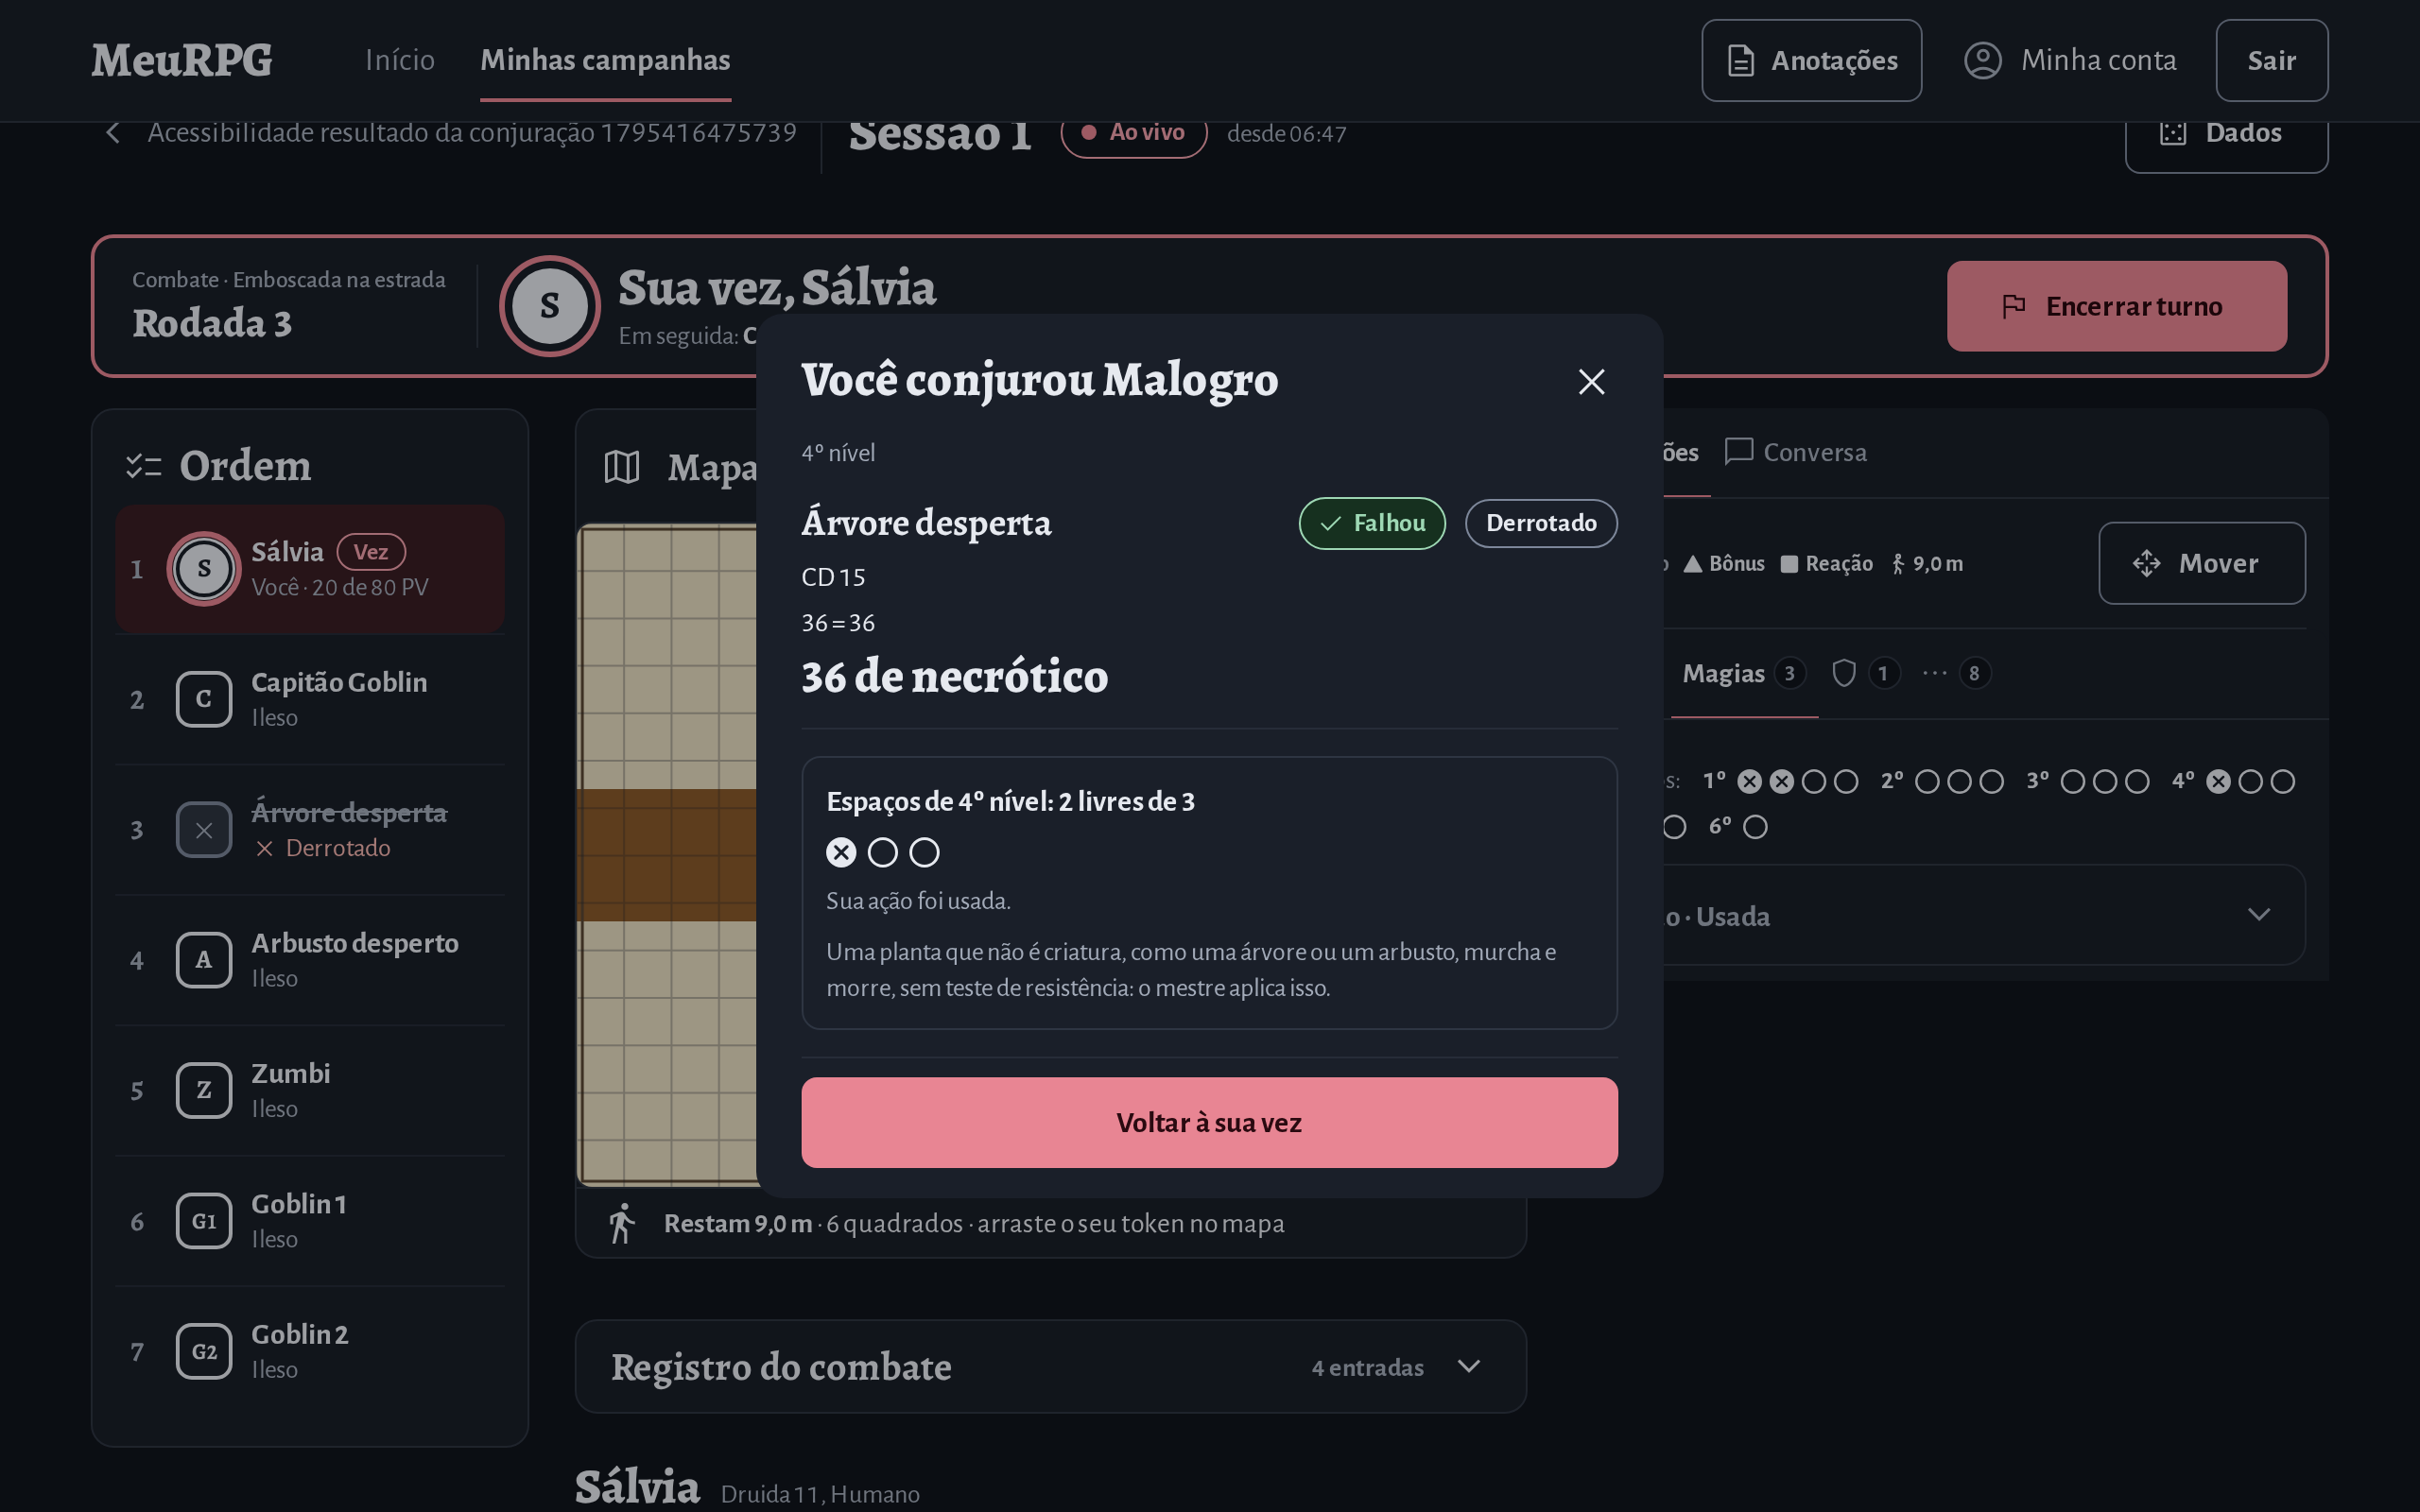 MeuRPG
Início
Minhas campanhas
Anotações
Minha conta
Sair
Acessibilidade resultado da conjuração 1795416475739
Sessão 1
Ao vivo
desde 06:47
Dados
Combate · Emboscada na estrada
Rodada 3
S
Sua vez, Sálvia
Em seguida: C
Encerrar turno
Ordem
1 S Sálvia Vez
Você · 20 de 80 PV
2 C Capitão Goblin
Ileso
3 Árvore desperta
Derrotado
4 A Arbusto desperto
Ileso
5 Z Zumbi
Ileso
6 G1 Goblin 1
Ileso
7 G2 Goblin 2
Ileso
Mapa
Você conjurou Malogro
4º nível
Árvore desperta
Falhou
Derrotado
CD 15
36 = 36
36 de necrótico
Espaços de 4º nível: 2 livres de 3
Sua ação foi usada.
Uma planta que não é criatura, como uma árvore ou um arbusto, murcha e
morre, sem teste de resistência: o mestre aplica isso.
Voltar à sua vez
ões
Conversa
Bônus
Reação
9,0 m
Mover
Magias 3
1
8
s: 1º 2º 3º 4º
6º
o · Usada
Restam 9,0 m · 6 quadrados · arraste o seu token no mapa
Registro do combate
4 entradas
Sálvia
Druida 11, Humano